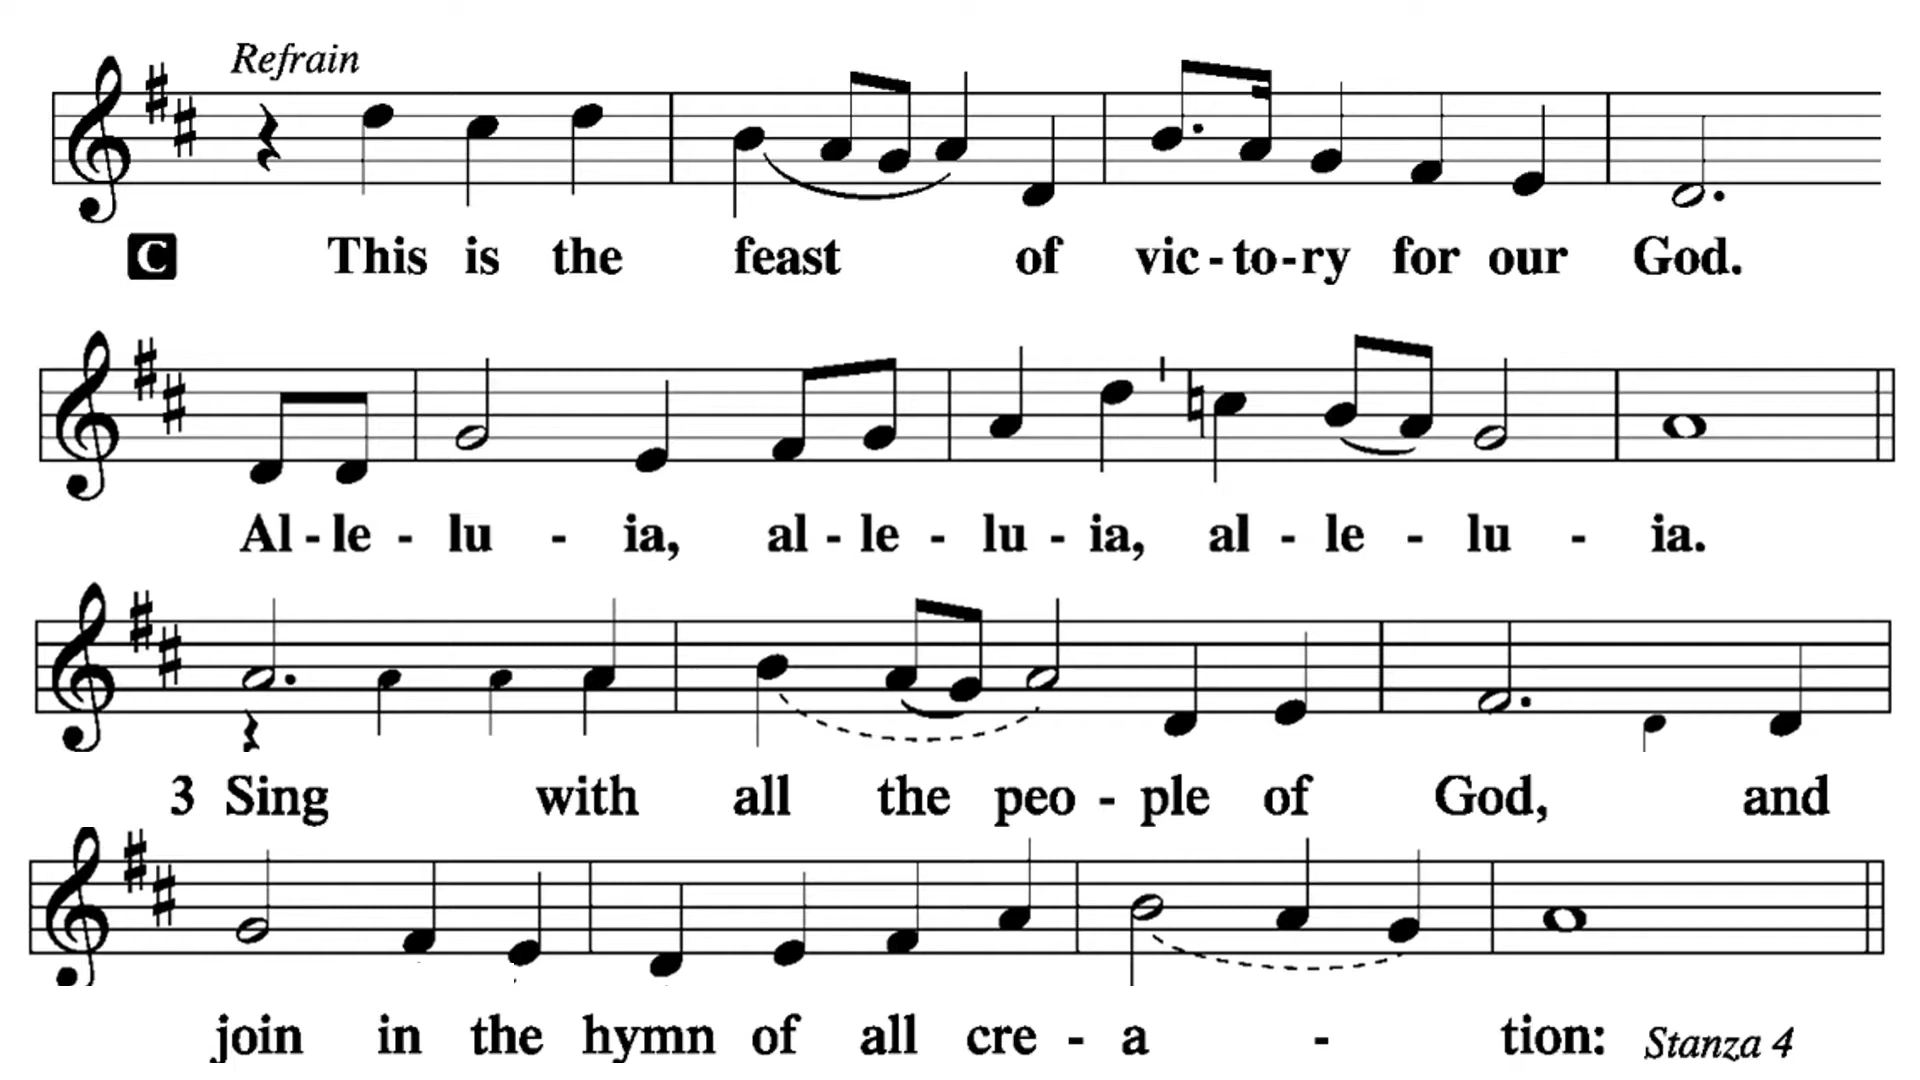 Refrain
C This is the feast of vic-to-ry for our God.
Al-le-lu-ia, al-le-lu-ia, al-le-lu-ia.
3 Sing with all the peo-ple of God, and
join in the hymn of all cre-a-tion: Stanza 4